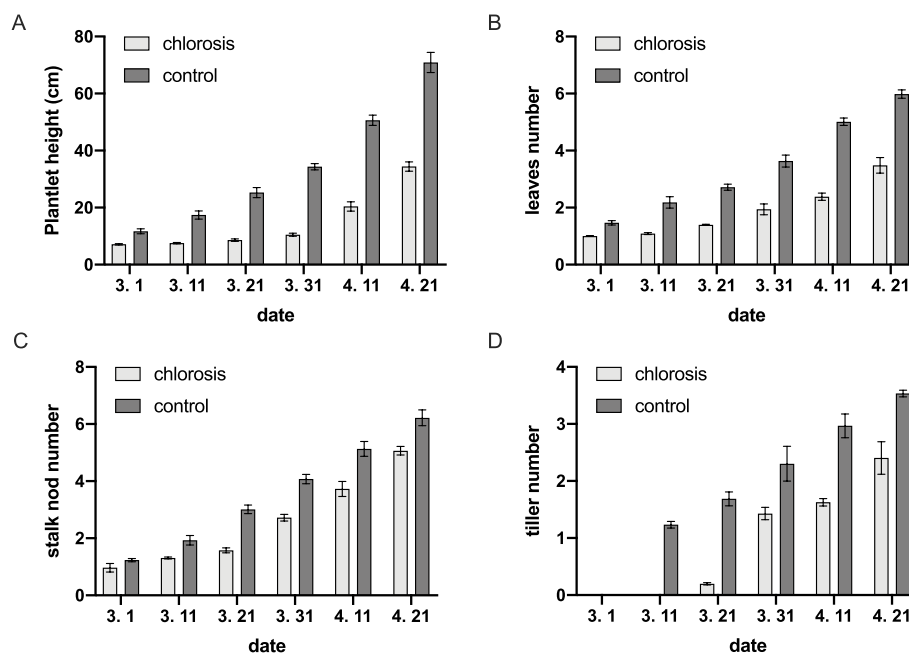 A
Plantlet height (cm)
80
60
40
20
0
chlorosis
control
3. 1 3. 11 3. 21 3. 31 4. 11 4. 21
date
B
leaves number
8
6
4
2
0
chlorosis
control
3. 1 3. 11 3. 21 3. 31 4. 11 4. 21
date
C
stalk nod number
8
6
4
2
0
chlorosis
control
3. 1 3. 11 3. 21 3. 31 4. 11 4. 21
date
D
tiller number
4
3
2
1
0
chlorosis
control
3. 1 3. 11 3. 21 3. 31 4. 11 4. 21
date